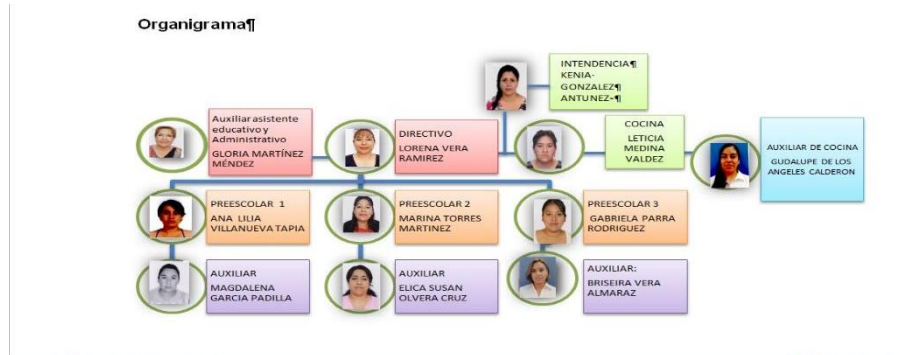 Organigrama¶
INTENDENCIA¶
KENIA-
GONZALEZ¶
ANTUNEZ-¶
Auxiliar asistente
educativo y
Administrativo
GLORIA MARTÍNEZ
MÉNDEZ
DIRECTIVO
LORENA VERA
RAMIREZ
COCINA
LETICIA
MEDINA
VALDEZ
AUXILIAR DE COCINA
GUDALUPE DE LOS
ANGELES CALDERON
PREESCOLAR 1
ANA LILIA
VILLANUEVA TAPIA
PREESCOLAR 2
MARINA TORRES
MARTINEZ
PREESCOLAR 3
GABRIELA PARRA
RODRIGUEZ
AUXILIAR
MAGDALENA
GARCIA PADILLA
AUXILIAR
ELICA SUSAN
OLVERA CRUZ
AUXILIAR:
BRISEIRA VERA
ALMARAZ